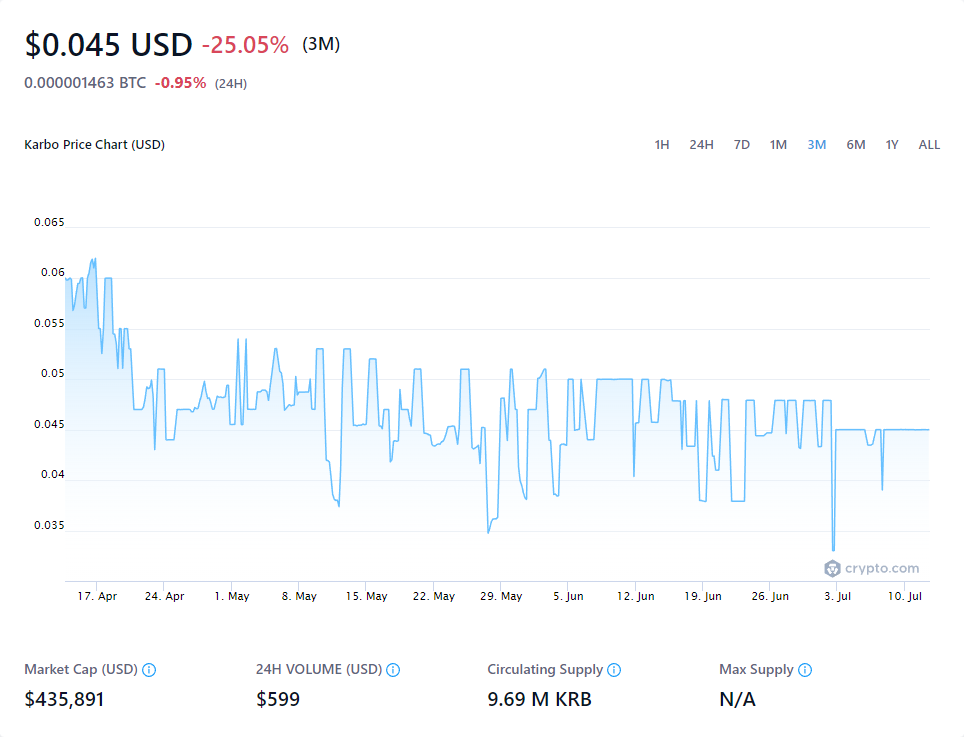 $0.045 USD -25.05% (3M)
0.000001463 BTC -0.95% (24H)
Karbo Price Chart (USD) 1H 24H 7D 1M 3M 6M 1Y ALL
0.065
0.06
0.055
0.05
0.045
0.04
0.035
crypto.com
17. Apr 24. Apr 1. May 8. May 15. May 22. May 29. May 5. Jun 12. Jun 19. Jun 26. Jun 3. Jul 10. Jul
Market Cap (USD) 24H VOLUME (USD) Circulating Supply Max Supply
$435,891 $599 9.69 M KRB N/A